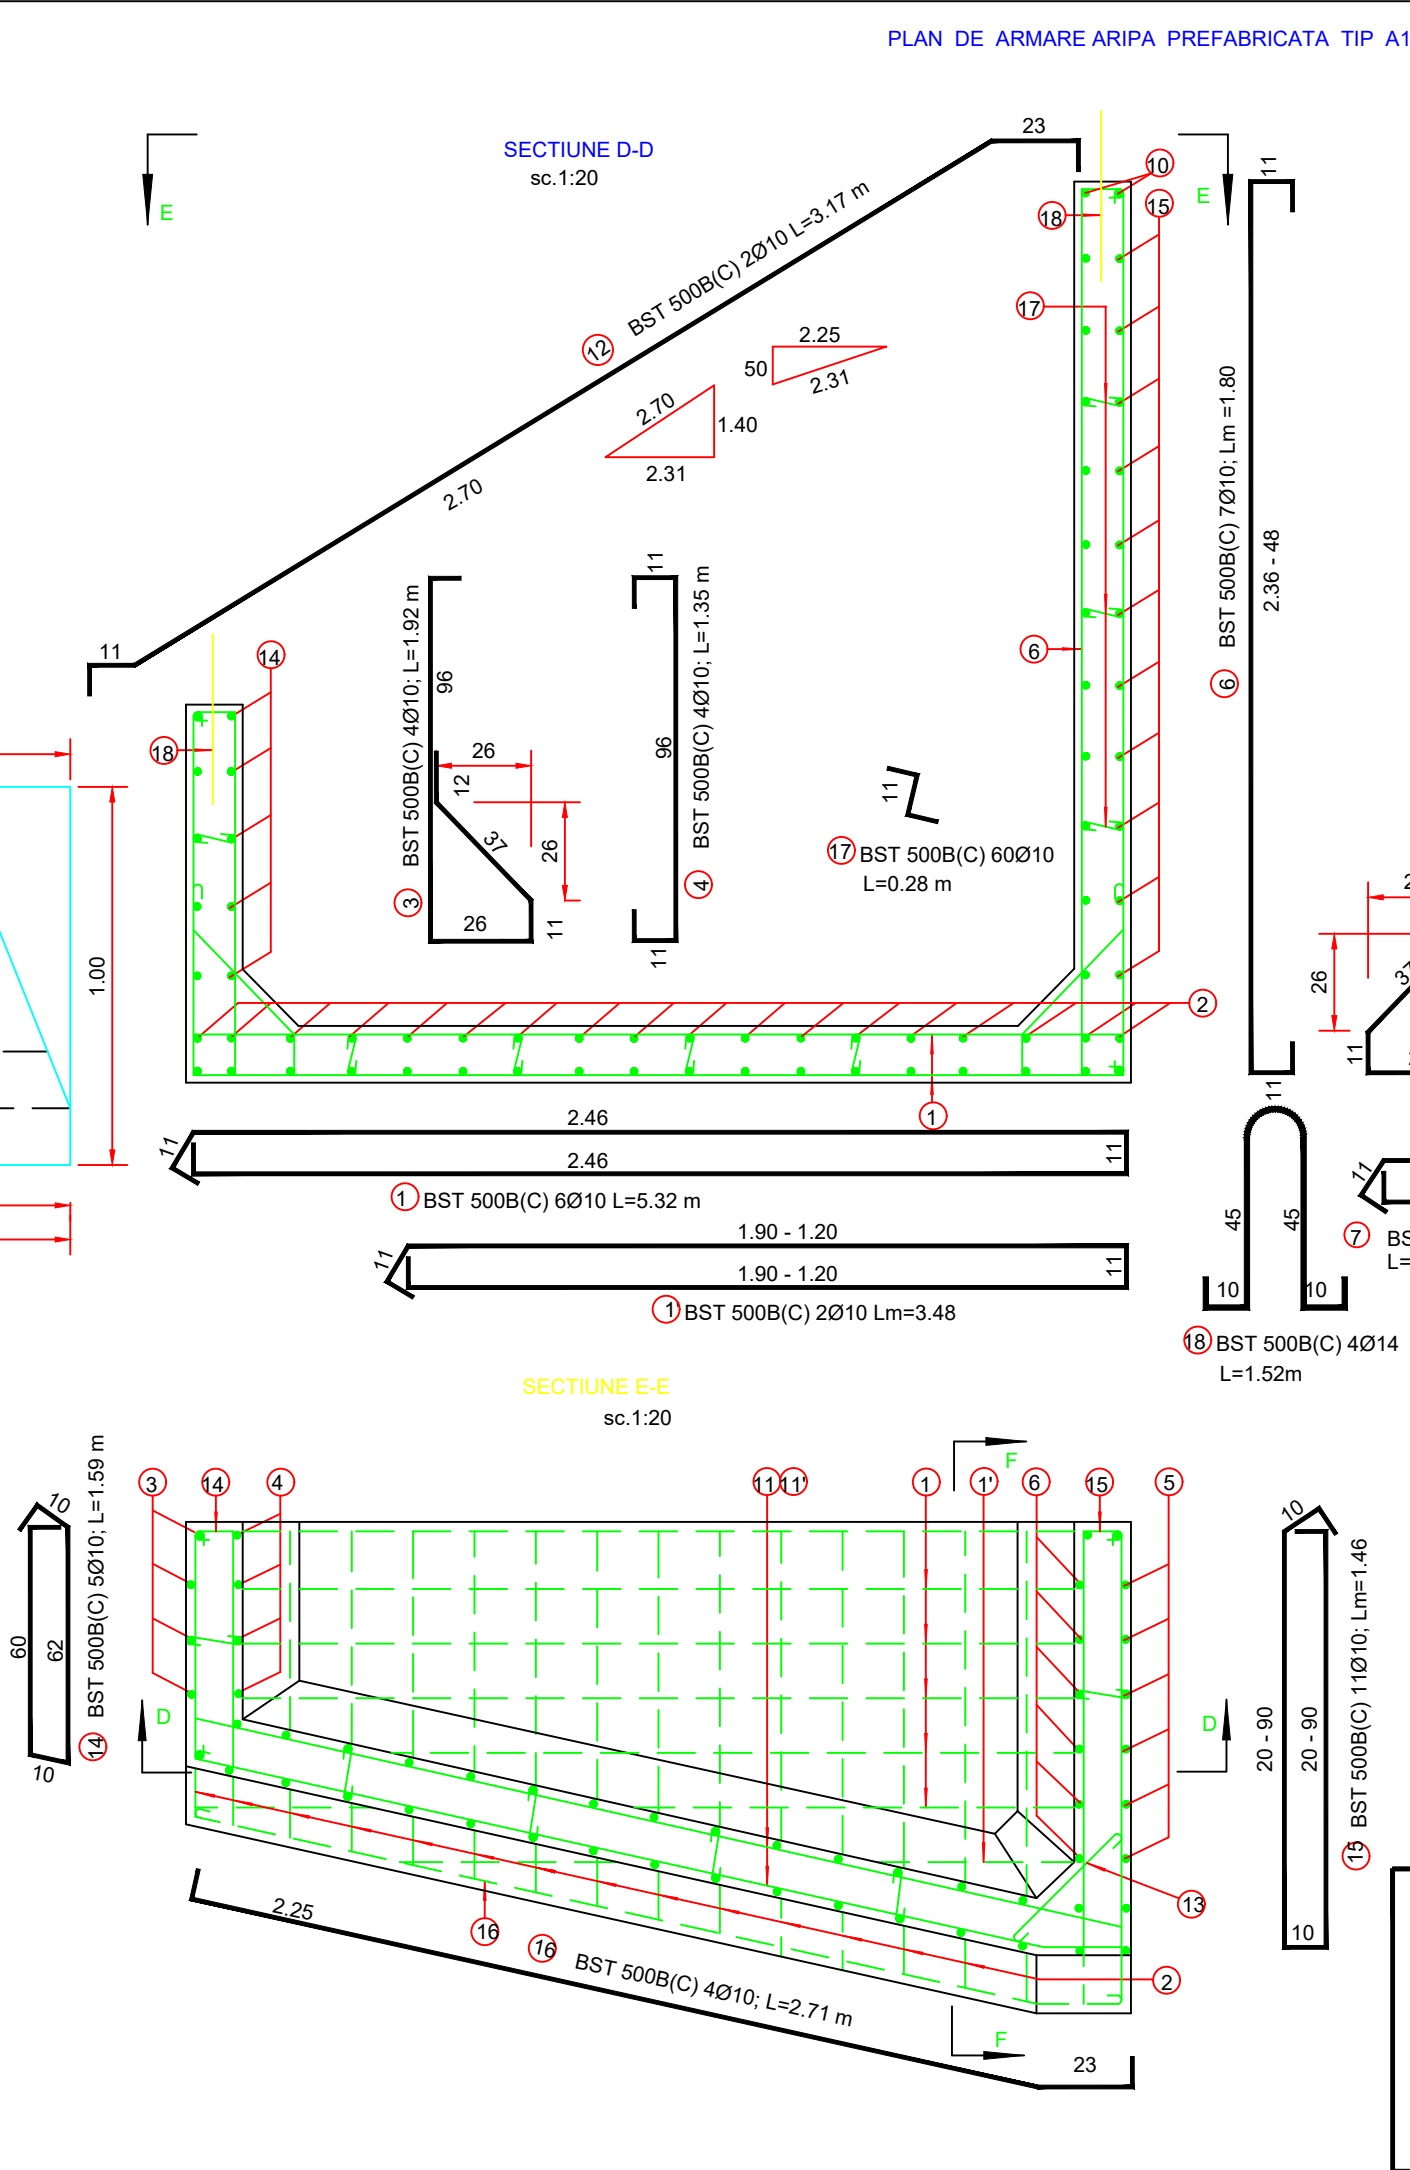 PLAN DE ARMARE ARIPA PREFABRICATA TIP A1
SECTIUNE D-D
sc.1:20
E
E
23
11
10
15
18
17
12 BST 500B(C) 2Ø10 L=3.17 m
2.25
50
2.31
2.70
1.40
2.31
2.70
11
14
18
6
6 BST 500B(C) 7Ø10; Lm =1.80
2.36 - 48
11
3 BST 500B(C) 4Ø10; L=1.92 m
96
26
12
37
26
26
11
4 BST 500B(C) 4Ø10; L=1.35 m
11
96
11
11
17 BST 500B(C) 60Ø10
L=0.28 m
1.00
2
1
26
11
2.46
11
2.46
11
1 BST 500B(C) 6Ø10 L=5.32 m
1.90 - 1.20
11
1.90 - 1.20
11
1' BST 500B(C) 2Ø10 Lm=3.48
45
45
10
10
18 BST 500B(C) 4Ø14
L=1.52m
11
7
L=
SECTIUNE E-E
sc.1:20
F
3
14
4
11
11'
1
1'
6
15
5
10
60
62
10
14 BST 500B(C) 5Ø10; L=1.59 m
D
D
10
20 - 90
20 - 90
10
15 BST 500B(C) 11Ø10; Lm=1.46
13
2.25
16
16 BST 500B(C) 4Ø10; L=2.71 m
2
F
23